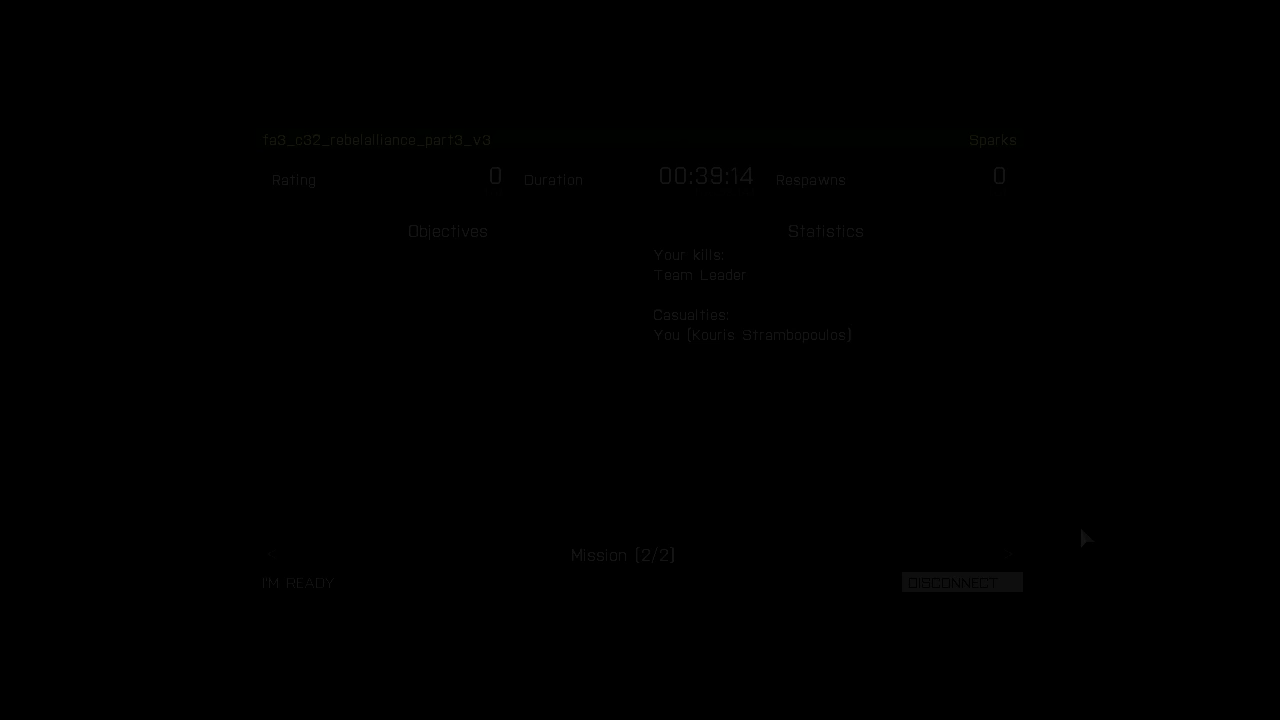 fa3_c32_rebelalliance_part3_v3 Sparks
Rating 0 Duration 00:39:14 Respawns 0
Objectives Statistics
Your kills:
Team Leader
Casualties:
You (Kouris Strambopoulos)
Mission (2/2)
I'M READY DISCONNECT